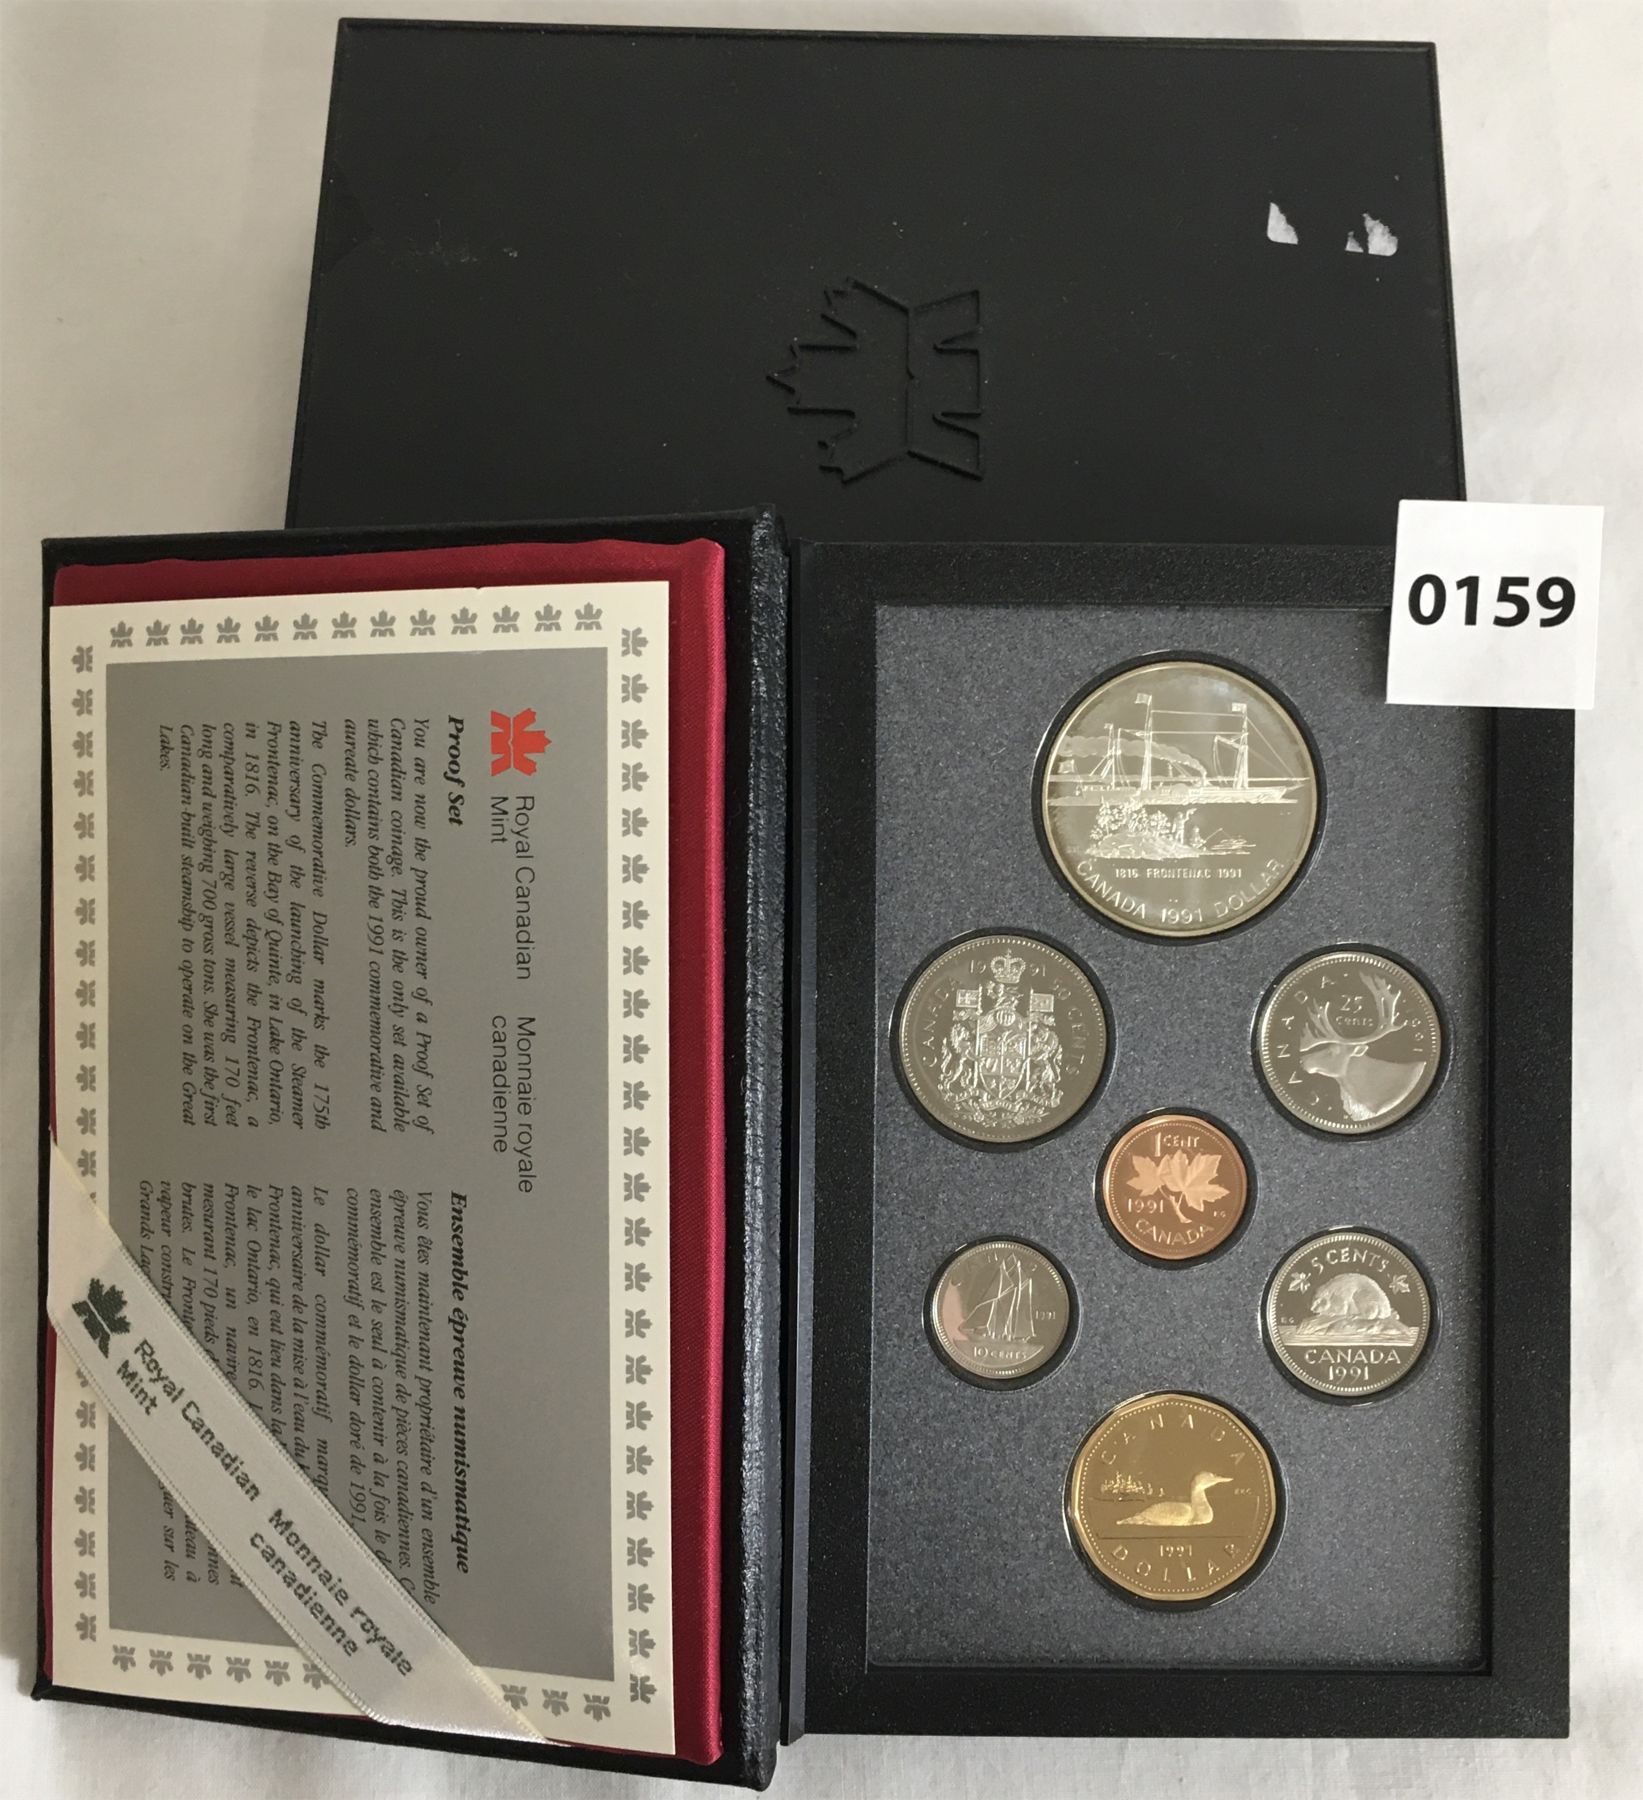 0159
Royal Canadian
Mint
Monnaie royale
canadienne
Proof Set
You are now the proud owner of a Proof Set of
Canadian coinage. This is the only set available
which contains both the 1991 commemorative and
aureate dollars.
The Commemorative Dollar marks the 175th
anniversary of the launching of the Steamer
Frontenac, on the Bay of Quinte, in Lake Ontario,
in 1816. The reverse depicts the Frontenac, a
comparatively large vessel measuring 170 feet
long and weighing 700 gross tons. She was the first
Canadian-built steamship to operate on the Great
Lakes.
Ensemble épreuve numismatique
Vous êtes maintenant propriétaire d'un ensemble
épreuve numismatique de pièces canadiennes.
ensemble est le seul à contenir à la fois le
commémoratif et le dollar doré de 1991.
Le dollar commémoratif
anniversaire de la mise à l'eau du
Frontenac, qui eut lieu dans la
le lac Ontario, en 1816.
Frontenac, un navire
mesurant 170 pieds
brutes. Le
vapeur sur les
Grands
Royal Canadian
Mint
Monnaie royale
canadienne
1816 FRONTENAC 1991
CANADA 1991 DOLLAR
1991
CANADA 50 CENTS
CANADA 1991
25
cents
1 CENT
1991
CANADA
CANADA
1991
10 CENTS
5 CENTS
CANADA
1991
CANADA
1991
DOLLAR